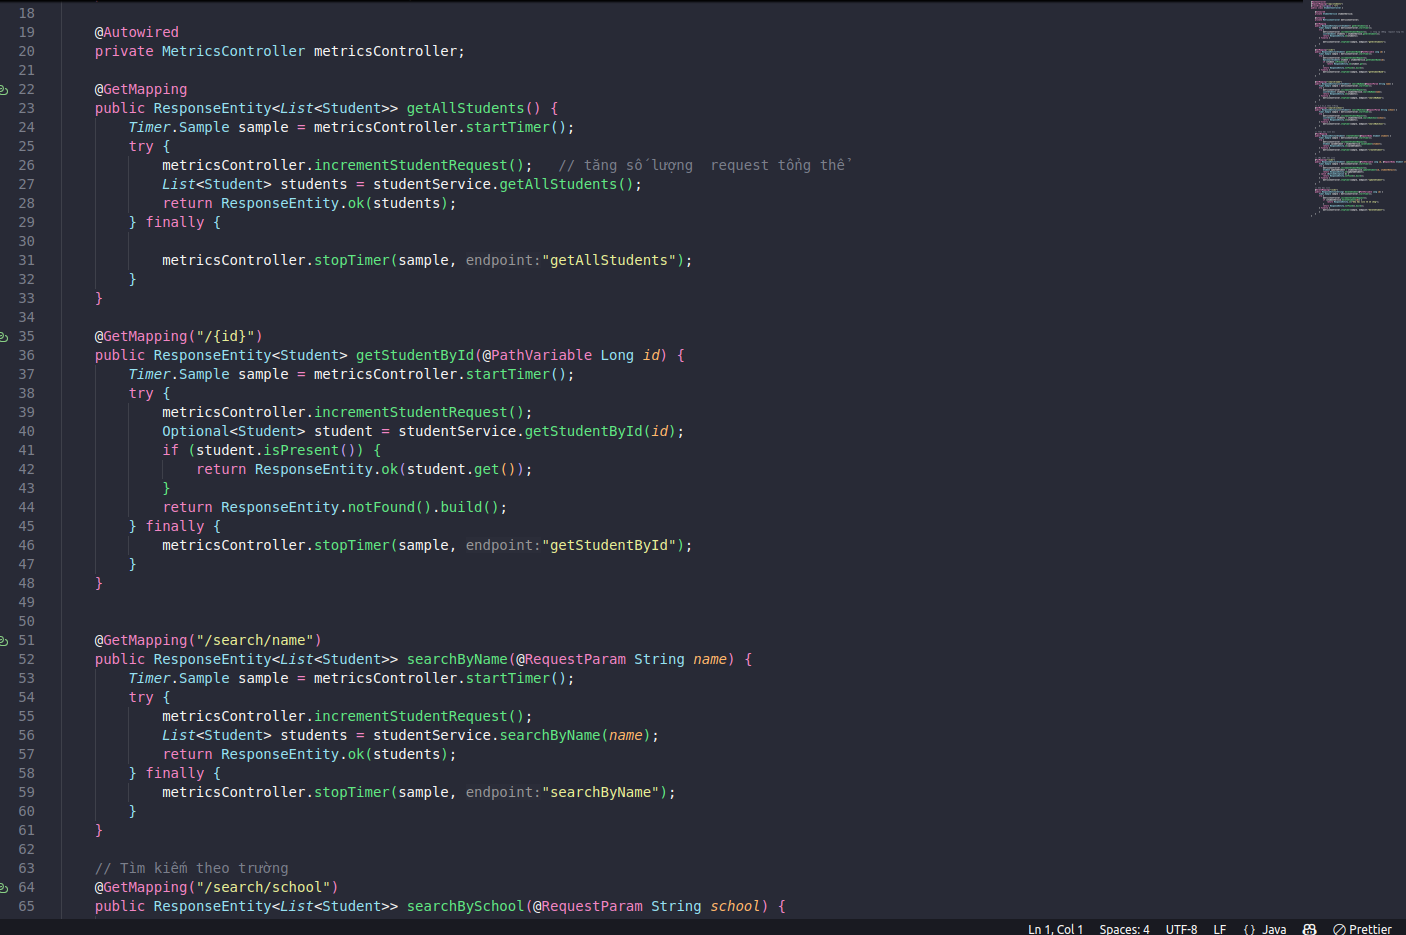 18
19 @Autowired
20 private MetricsController metricsController;
21
22 @GetMapping
23 public ResponseEntity<List<Student>> getAllStudents() {
24 Timer.Sample sample = metricsController.startTimer();
25 try {
26 metricsController.incrementStudentRequest(); // tăng số lượng request tổng thể
27 List<Student> students = studentService.getAllStudents();
28 return ResponseEntity.ok(students);
29 } finally {
30
31 metricsController.stopTimer(sample, endpoint:"getAllStudents");
32 }
33 }
34
35 @GetMapping("/{id}")
36 public ResponseEntity<Student> getStudentById(@PathVariable Long id) {
37 Timer.Sample sample = metricsController.startTimer();
38 try {
39 metricsController.incrementStudentRequest();
40 Optional<Student> student = studentService.getStudentById(id);
41 if (student.isPresent()) {
42 return ResponseEntity.ok(student.get());
43 }
44 return ResponseEntity.notFound().build();
45 } finally {
46 metricsController.stopTimer(sample, endpoint:"getStudentById");
47 }
48 }
49
50
51 @GetMapping("/search/name")
52 public ResponseEntity<List<Student>> searchByName(@RequestParam String name) {
53 Timer.Sample sample = metricsController.startTimer();
54 try {
55 metricsController.incrementStudentRequest();
56 List<Student> students = studentService.searchByName(name);
57 return ResponseEntity.ok(students);
58 } finally {
59 metricsController.stopTimer(sample, endpoint:"searchByName");
60 }
61 }
62
63 // Tìm kiếm theo trường
64 @GetMapping("/search/school")
65 public ResponseEntity<List<Student>> searchBySchool(@RequestParam String school) {
Ln 1, Col 1 Spaces: 4 UTF-8 LF {} Java Prettier